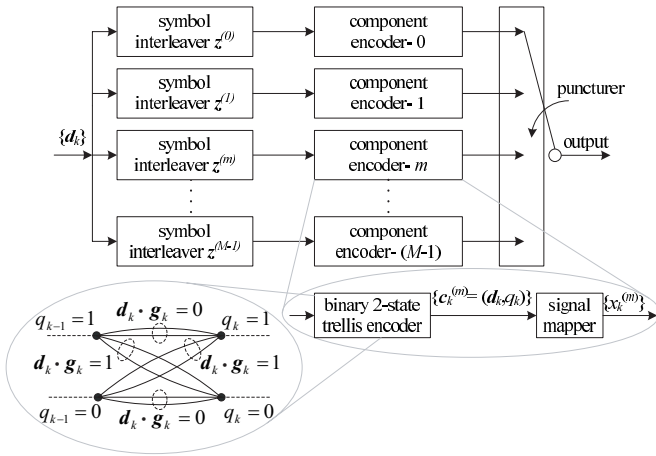 symbol
interleaver z^(0)
component
encoder- 0
symbol
interleaver z^(1)
component
encoder- 1
puncturer
{d_k}
symbol
interleaver z^(m)
component
encoder- m
output
symbol
interleaver z^(M-1)
component
encoder- (M-1)
binary 2-state
trellis encoder
{c_k^(m)= (d_k,q_k)}
signal
mapper
{x_k^(m)}
d_k · g_k = 0
q_{k-1} = 1
q_k = 1
d_k · g_k = 1
d_k · g_k = 1
q_{k-1} = 0
d_k · g_k = 0
q_k = 0